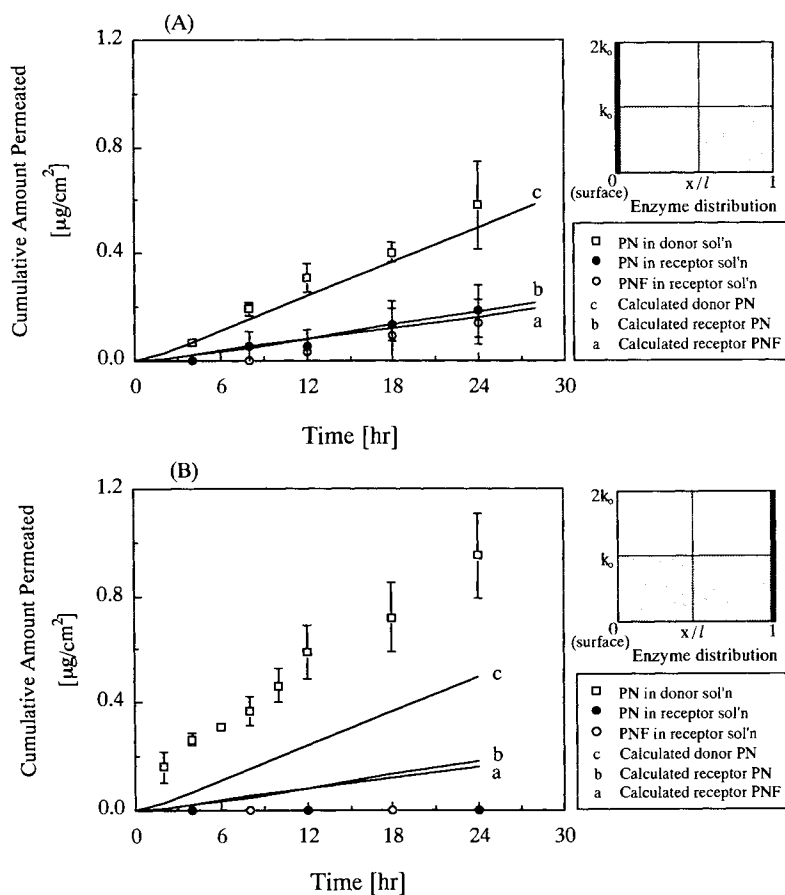 (A)
1.2
0.8
0.4
0.0
Cumulative Amount Permeated
[μg/cm²]
c
b
a
0 6 12 18 24 30
Time [hr]
2k₀
k₀
0 x/l 1
(surface)
Enzyme distribution
PN in donor sol'n
PN in receptor sol'n
PNF in receptor sol'n
c Calculated donor PN
b Calculated receptor PN
a Calculated receptor PNF
(B)
1.2
0.8
0.4
0.0
Cumulative Amount Permeated
[μg/cm²]
c
b
a
0 6 12 18 24 30
Time [hr]
2k₀
k₀
0 x/l 1
(surface)
Enzyme distribution
PN in donor sol'n
PN in receptor sol'n
PNF in receptor sol'n
c Calculated donor PN
b Calculated receptor PN
a Calculated receptor PNF